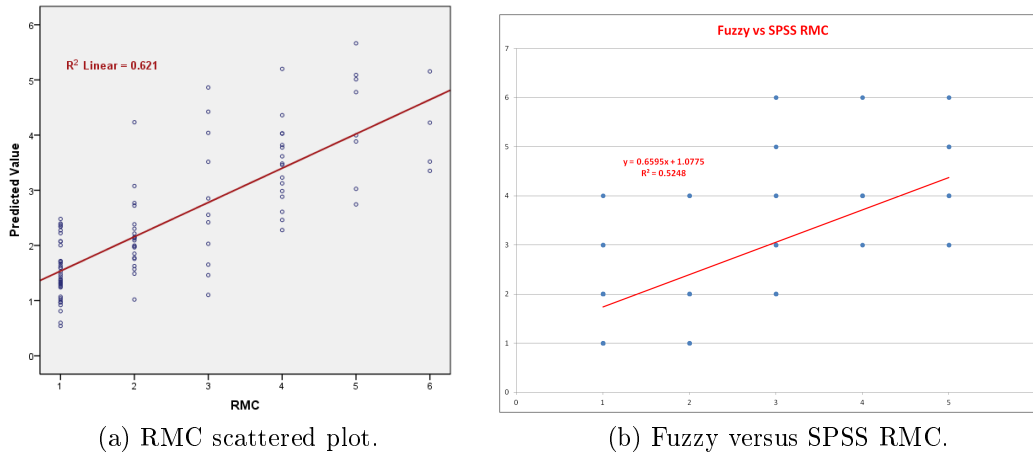 R² Linear = 0.621
Predicted Value
6
5
4
3
2
1
0
1 2 3 4 5 6
RMC
(a) RMC scattered plot.
Fuzzy vs SPSS RMC
7
6
5
4
3
2
1
0
y = 0.6595x + 1.0775
R² = 0.5248
0 1 2 3 4 5
(b) Fuzzy versus SPSS RMC.